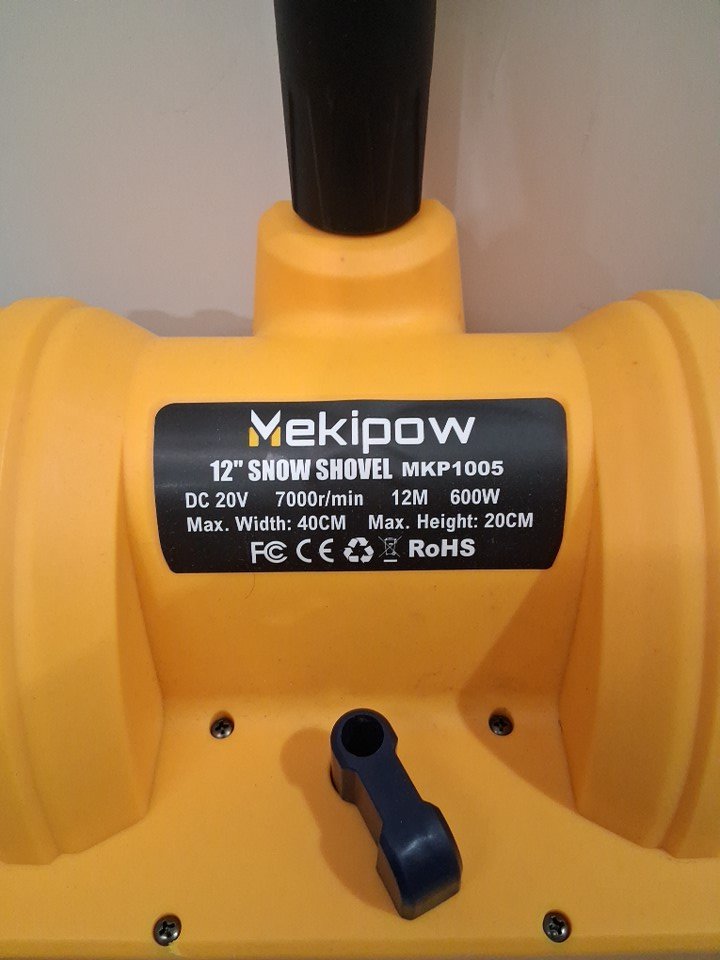 Mekipow
12" SNOW SHOVEL MKP1005
DC 20V 7000r/min 12M 600W
Max. Width: 40CM Max. Height: 20CM
FC CE RoHS